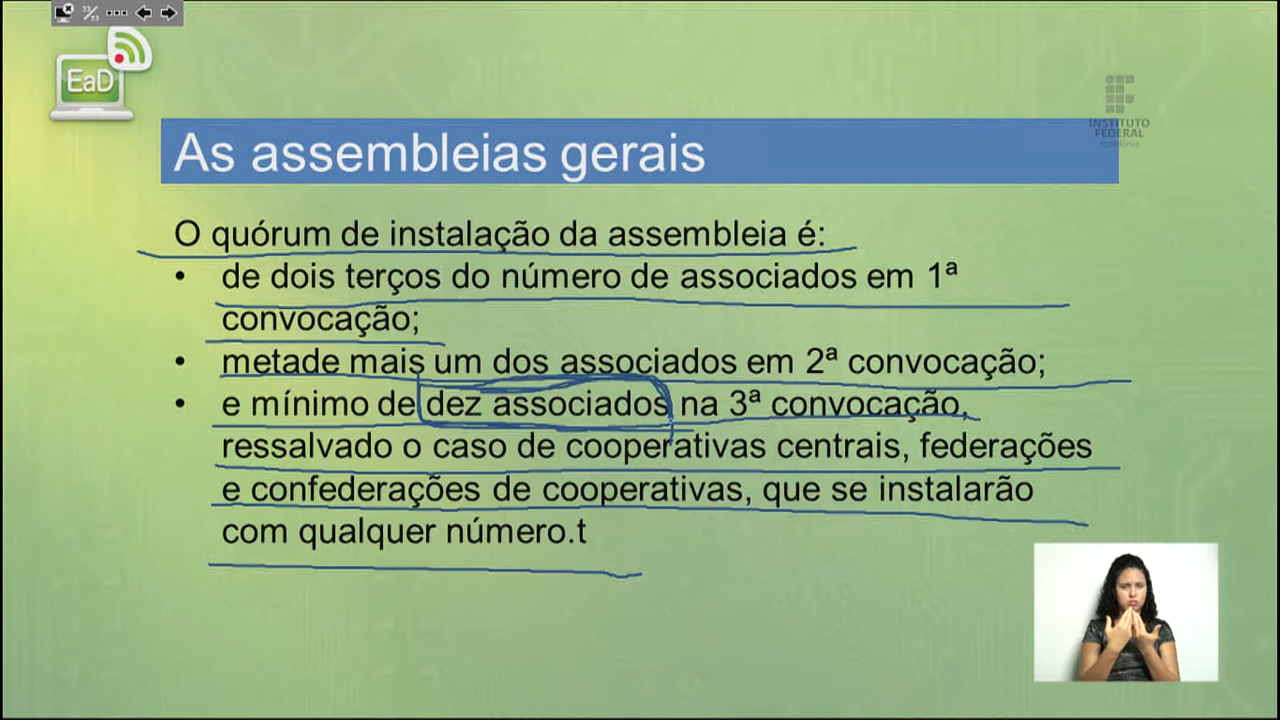 33/33
EaD
INSTITUTO
FEDERAL
Rondônia
As assembleias gerais
O quórum de instalação da assembleia é:
• de dois terços do número de associados em 1ª
convocação;
• metade mais um dos associados em 2ª convocação;
• e mínimo de dez associados na 3ª convocação,
ressalvado o caso de cooperativas centrais, federações
e confederações de cooperativas, que se instalarão
com qualquer número.t